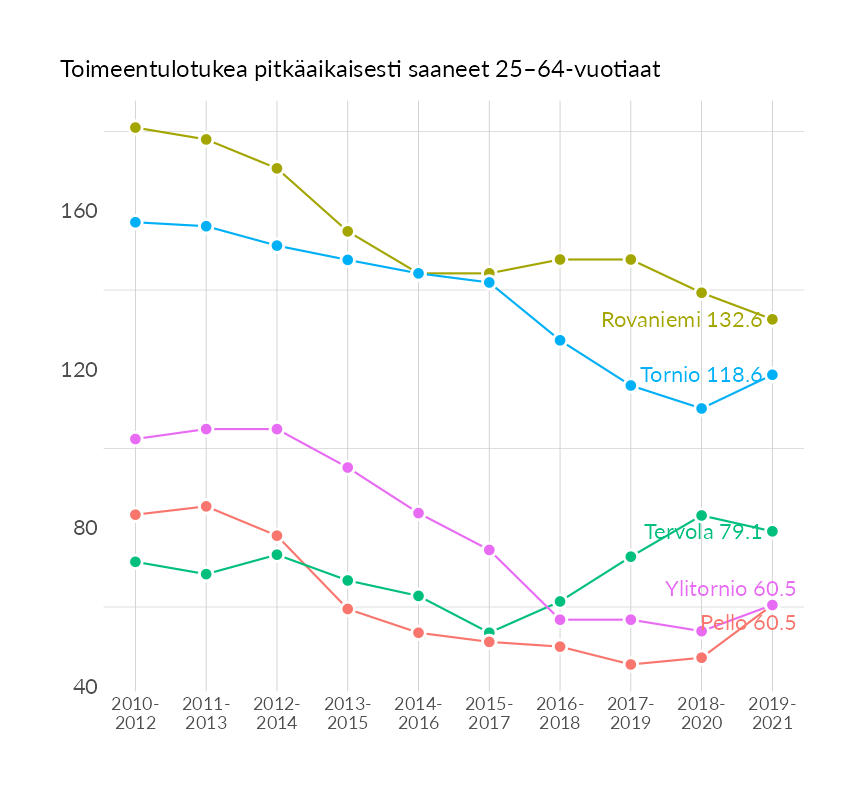 Toimeentulotukea pitkäaikaisesti saaneet 25–64-vuotiaat
160
120
80
40
Rovaniemi 132.6
Tornio 118.6
Tervola 79.1
Ylitornio 60.5
Pello 60.5
2010- 2011- 2012- 2013- 2014- 2015- 2016- 2017- 2018- 2019-
2012 2013 2014 2015 2016 2017 2018 2019 2020 2021